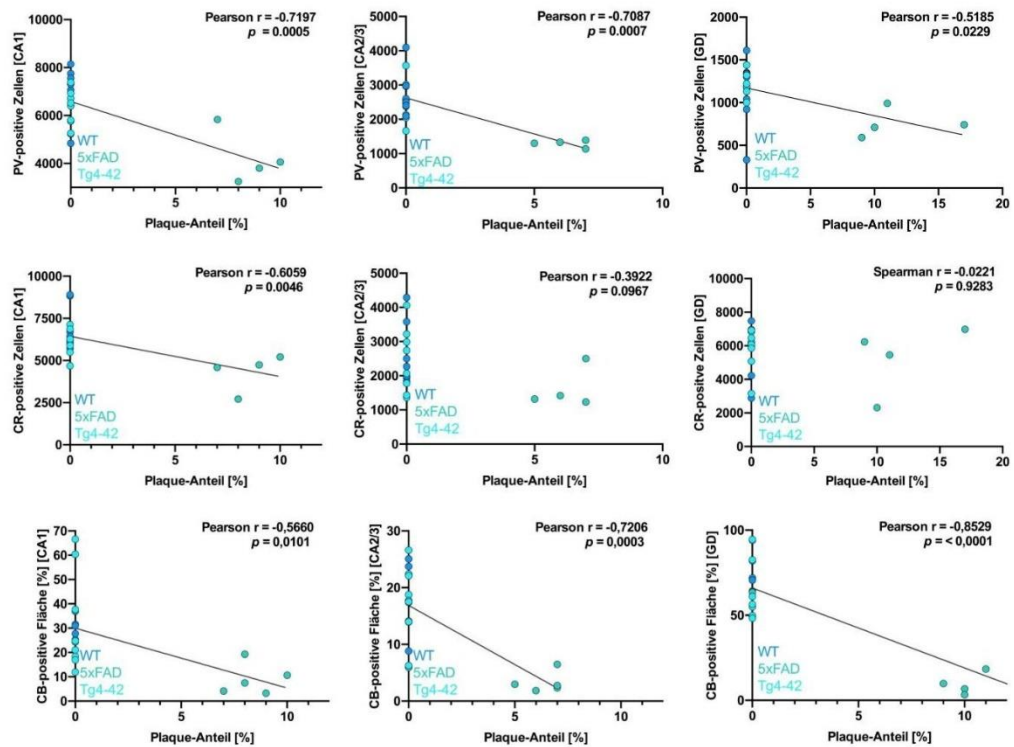 Pearson r = -0.7197
p = 0.0005
PV-positive Zellen [CA1]
10000
8000
6000
4000
WT
5xFAD
Tg4-42
0 5 10
Plaque-Anteil [%]
Pearson r = -0.7087
p = 0.0007
PV-positive Zellen [CA2/3]
5000
4000
3000
2000
1000
0
WT
5xFAD
Tg4-42
0 5 10
Plaque-Anteil [%]
Pearson r = -0.5185
p = 0.0229
PV-positive Zellen [GD]
2000
1500
1000
500
0
WT
5xFAD
Tg4-42
0 5 10 15 20
Plaque-Anteil [%]
Pearson r = -0.6059
p = 0.0046
CR-positive Zellen [CA1]
10000
7500
5000
2500
0
WT
5xFAD
Tg4-42
0 5 10
Plaque-Anteil [%]
Pearson r = -0.3922
p = 0.0967
CR-positive Zellen [CA2/3]
5000
4000
3000
2000
1000
0
WT
5xFAD
Tg4-42
0 5 10
Plaque-Anteil [%]
Spearman r = -0.0221
p = 0.9283
CR-positive Zellen [GD]
10000
8000
6000
4000
2000
0
WT
5xFAD
Tg4-42
0 5 10 15 20
Plaque-Anteil [%]
Pearson r = -0,5660
p = 0,0101
CB-positive Fläche [%] [CA1]
70
60
50
40
30
20
10
0
WT
5xFAD
Tg4-42
0 5 10
Plaque-Anteil [%]
Pearson r = -0,7206
p = 0,0003
CB-positive Fläche [%] [CA2/3]
30
20
10
0
WT
5xFAD
Tg4-42
0 5 10
Plaque-Anteil [%]
Pearson r = -0,8529
p = < 0,0001
CB-positive Fläche [%] [GD]
100
50
0
WT
5xFAD
Tg4-42
0 5 10
Plaque-Anteil [%]